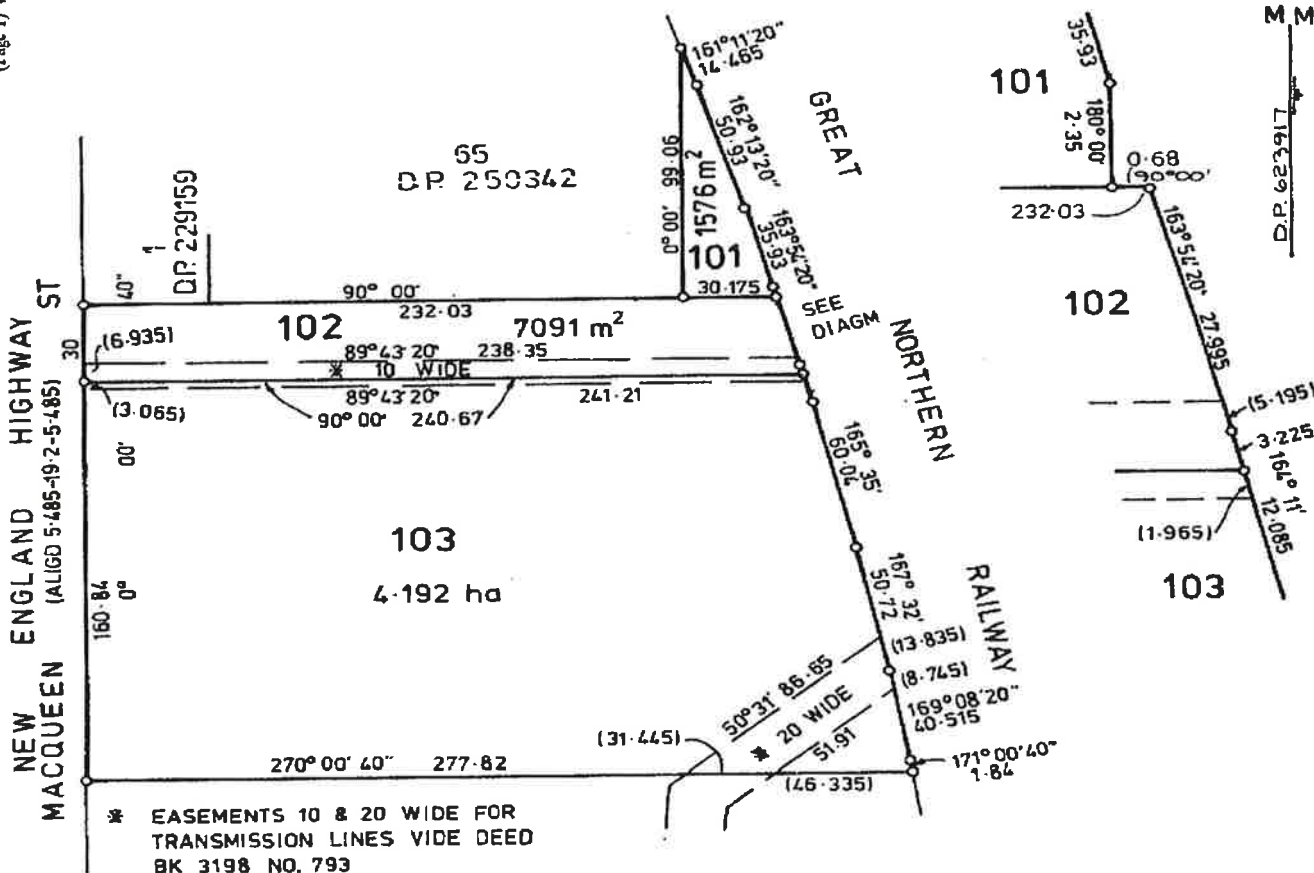 161°11'20"
14·465
162°13'20"
50·93
163°54'20"
35·93
0°00' 99·06
1576 m²
101
30·175
SEE
DIAGM
GREAT
NORTHERN
RAILWAY
65
D.P. 250342
1
D.P. 229159
40"
90° 00'
232·03
102
7091 m²
(6·935)
30
89°43'20" 238·35
* 10 WIDE
89°43'20" 241·21
(3·065)
90° 00' 240·67
00'
0°
160·84
NEW ENGLAND HIGHWAY
MACQUEEN ST
(ALIGD 5·485-19·2-5·485)
103
4·192 ha
165° 35'
60·04
167° 32'
50·72
(13·835)
(8·745)
169°08'20"
40·515
171°00'40"
1·84
50°31' 86·65
* 20 WIDE
51·91
(31·445)
(46·335)
270° 00' 40" 277·82
* EASEMENTS 10 & 20 WIDE FOR
TRANSMISSION LINES VIDE DEED
BK 3198 NO. 793
101
35·93
180° 00'
2·35
0·68
(90°00'
232·03
102
163°54'20" 27·995
(5·195)
3·225
164° 11'
12·085
(1·965)
103
M M
D.P. 623917